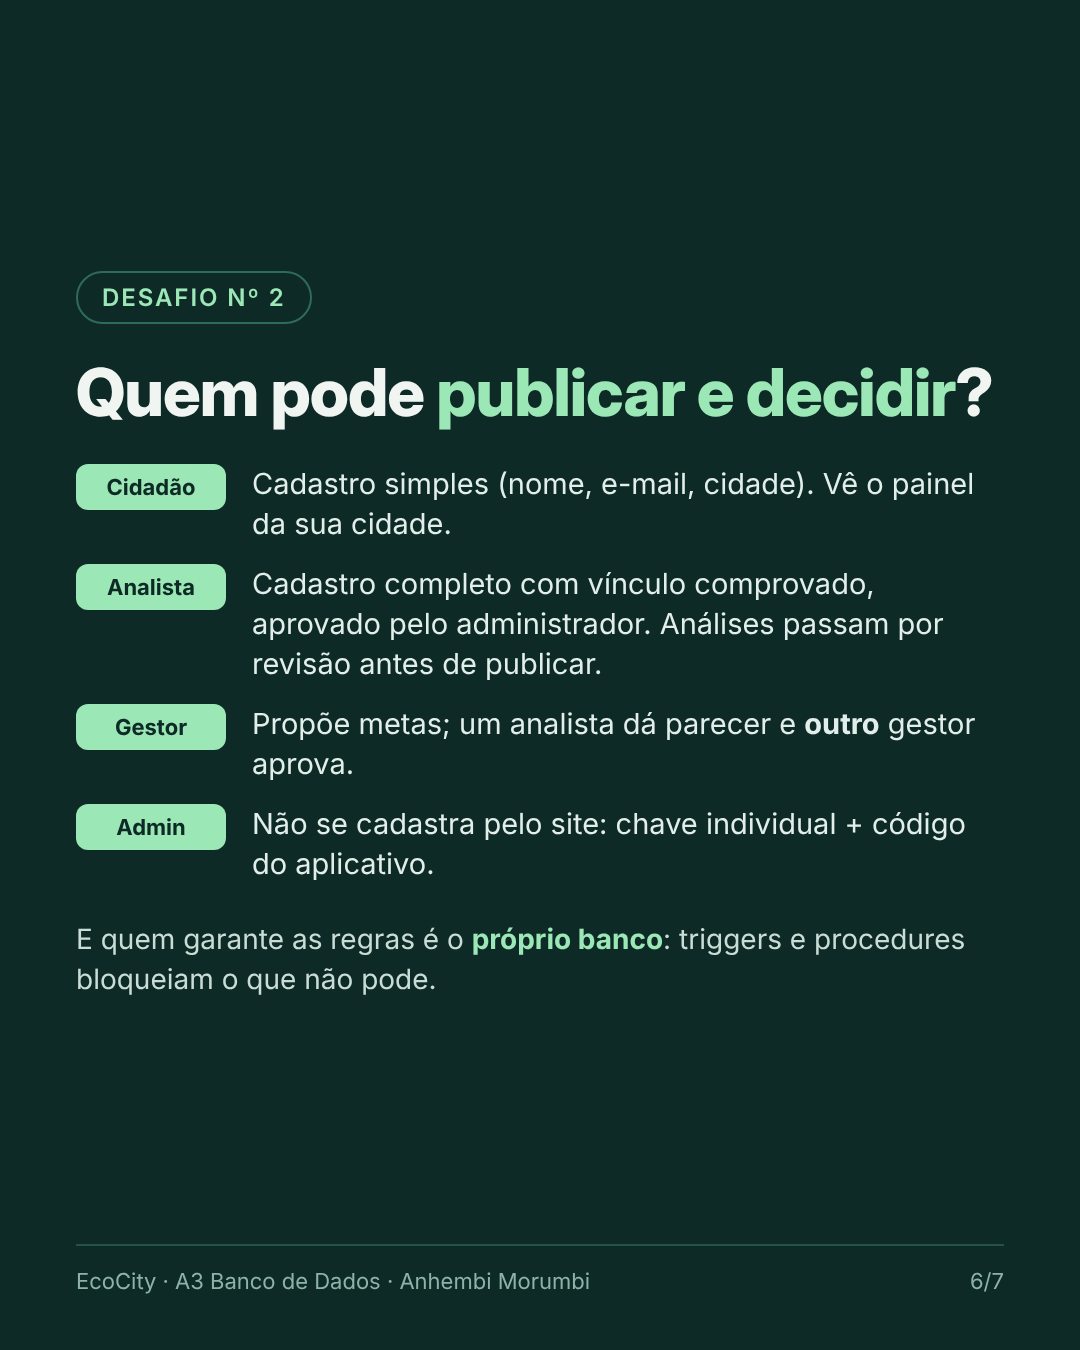 DESAFIO Nº 2
Quem pode publicar e decidir?
Cidadão
Cadastro simples (nome, e-mail, cidade). Vê o painel
da sua cidade.
Analista
Cadastro completo com vínculo comprovado,
aprovado pelo administrador. Análises passam por
revisão antes de publicar.
Gestor
Propõe metas; um analista dá parecer e outro gestor
aprova.
Admin
Não se cadastra pelo site: chave individual + código
do aplicativo.
E quem garante as regras é o próprio banco: triggers e procedures
bloqueiam o que não pode.
EcoCity · A3 Banco de Dados · Anhembi Morumbi
6/7